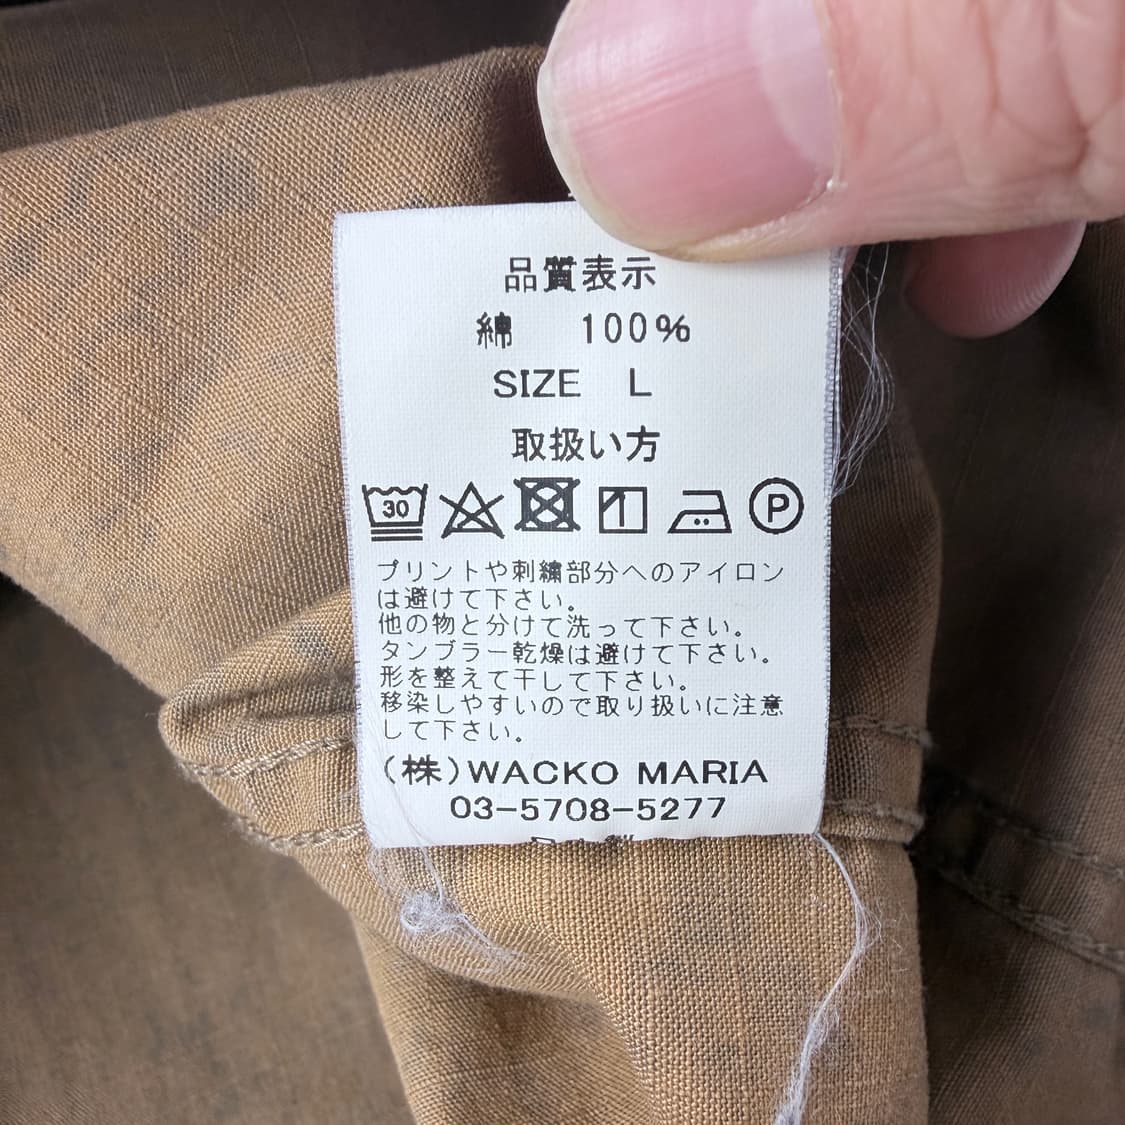 品質表示
綿 100%
SIZE L
取扱い方
30 P
プリントや刺繍部分へのアイロン
は避けて下さい。
他の物と分けて洗って下さい。
タンブラー乾燥は避けて下さい。
形を整えて干して下さい。
移染しやすいので取り扱いに注意
して下さい。
(株)WACKO MARIA
03-5708-5277